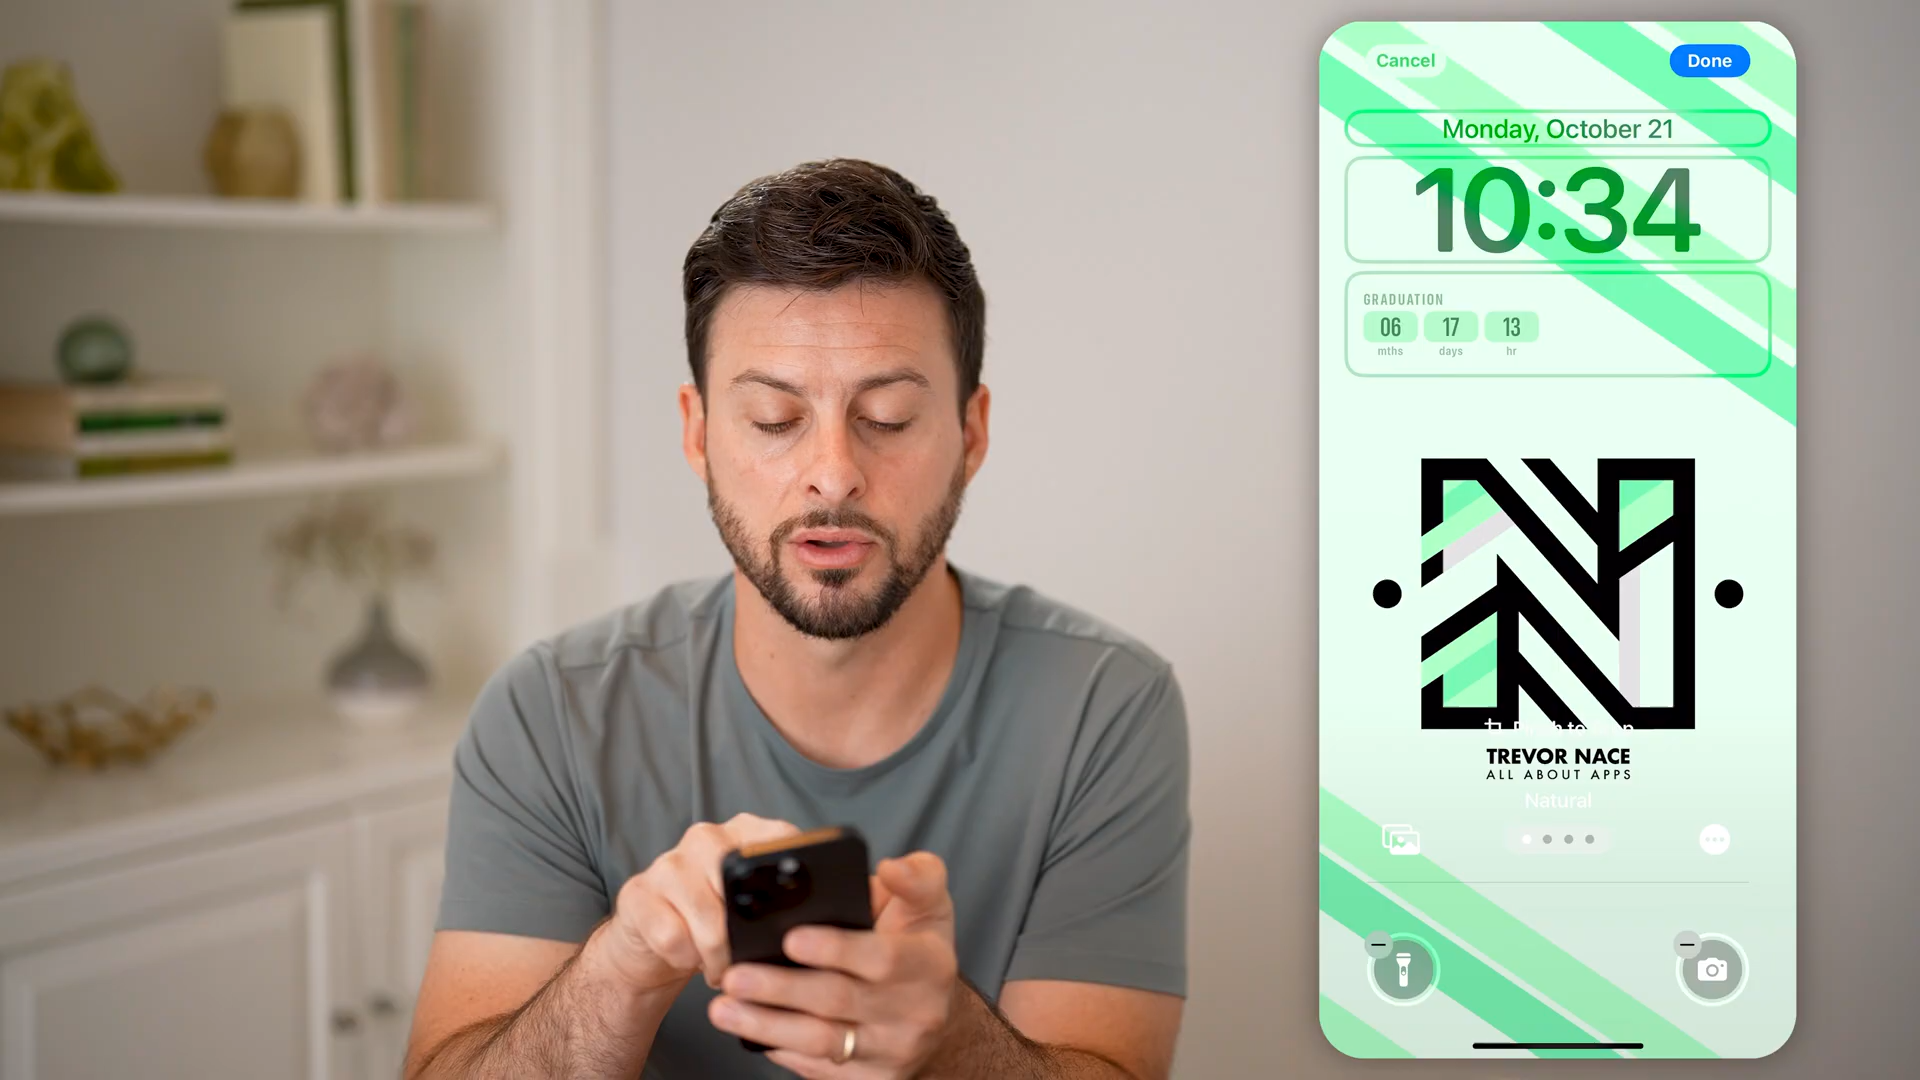 Cancel
Done
Monday, October 21
10:34
GRADUATION
06 17 13
mths days hr
TREVOR NACE
ALL ABOUT APPS
Natural